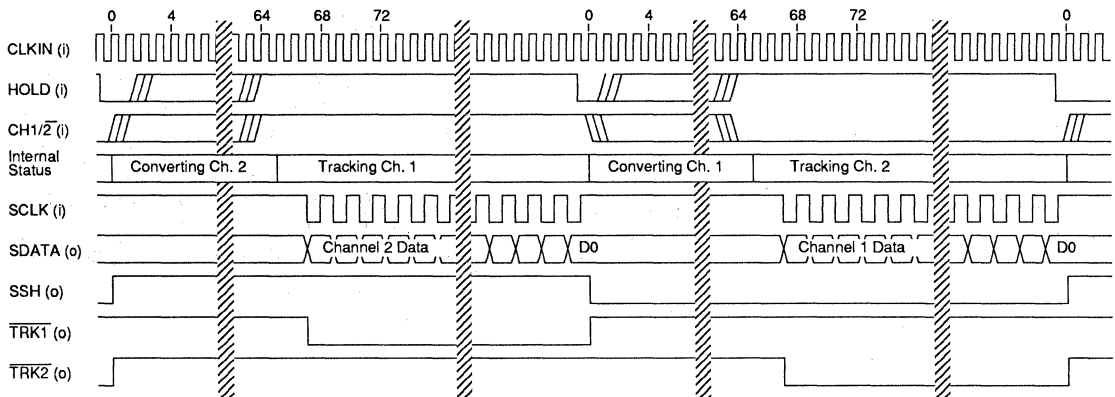 0 4 64 68 72 0 4 64 68 72 0
CLKIN (i)
HOLD (i)
CH1/2̅ (i)
Internal Status
Converting Ch. 2 Tracking Ch. 1 Converting Ch. 1 Tracking Ch. 2
SCLK (i)
SDATA (o) Channel 2 Data D0 Channel 1 Data D0
SSH (o)
T̅R̅K̅1̅ (o)
T̅R̅K̅2̅ (o)